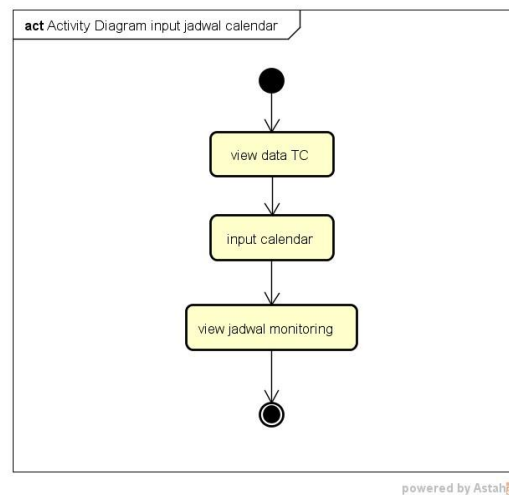 act Activity Diagram input jadwal calendar
view data TC
input calendar
view jadwal monitoring
powered by Astah